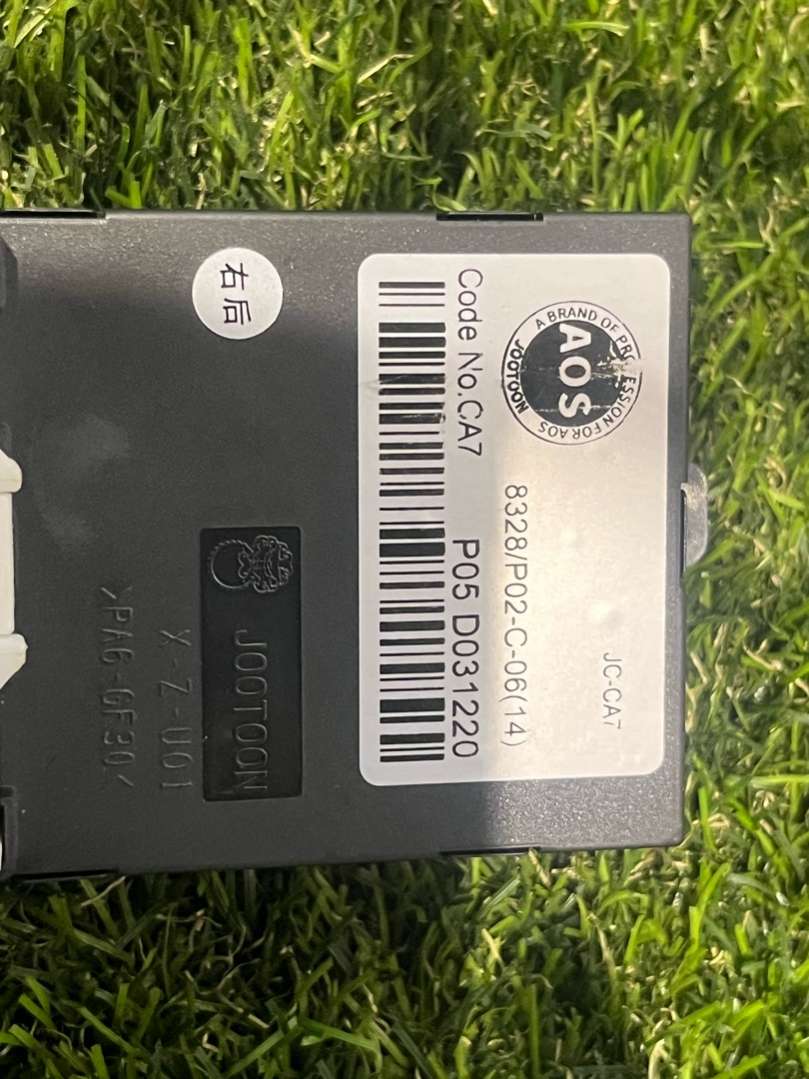 JC-CA7
A BRAND OF PROFESSION FOR AOS
AOS
JOOTOON
8328/P02-C-06(14)
Code No.CA7 P05 D031220
右后
JOOTOON
X-Z-U01
>PA6-GF30<